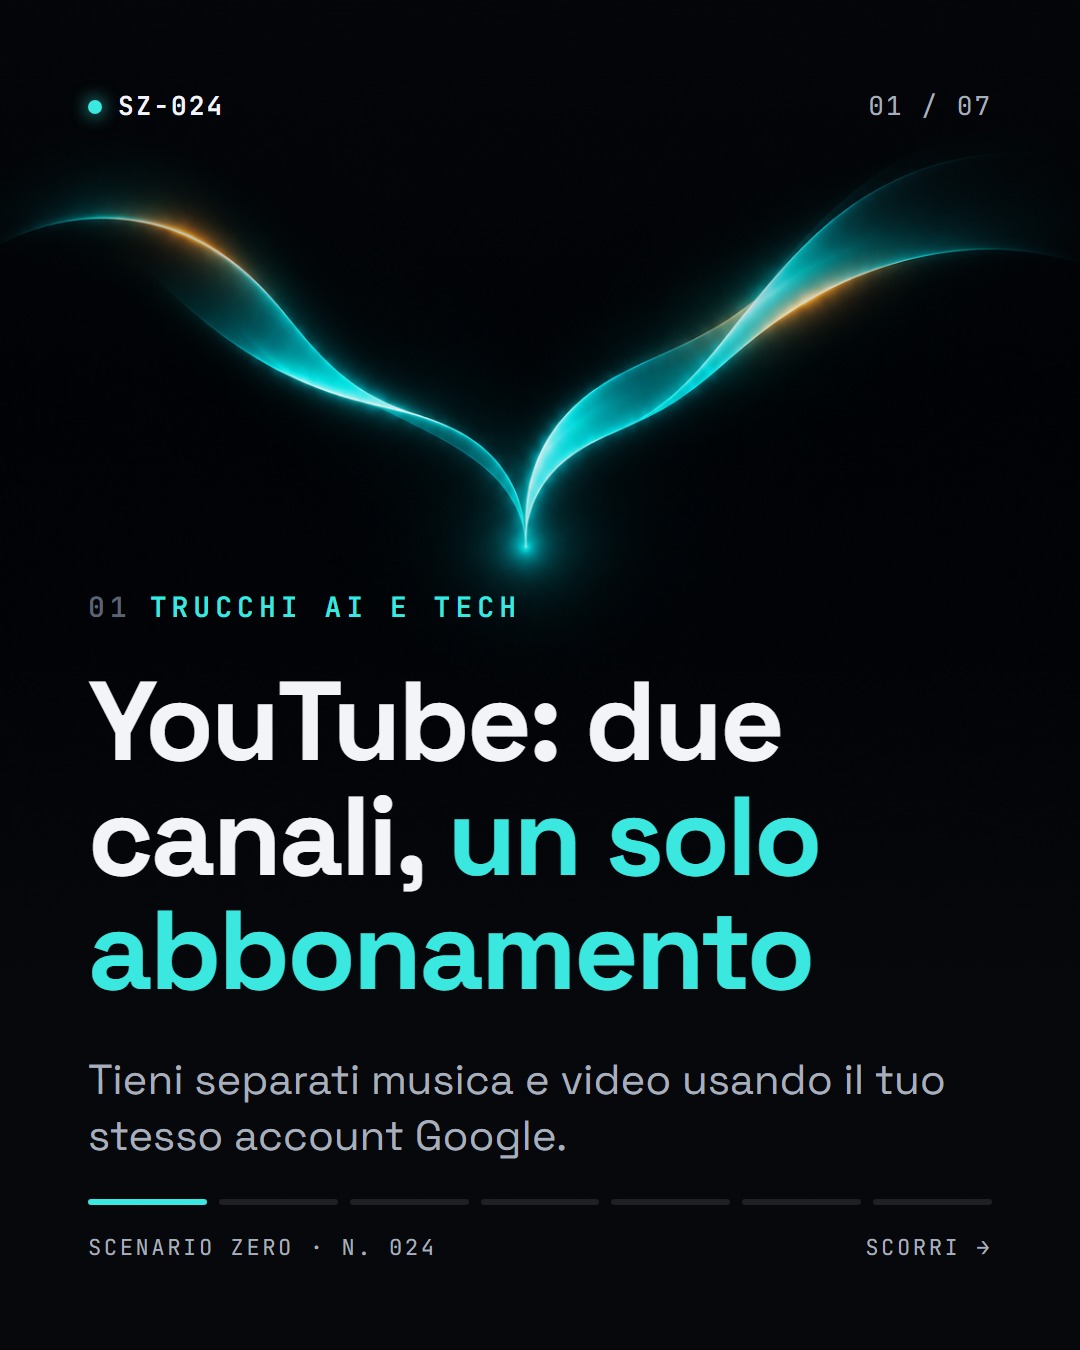 SZ-024
01 / 07
01 TRUCCHI AI E TECH
YouTube: due
canali, un solo
abbonamento
Tieni separati musica e video usando il tuo
stesso account Google.
SCENARIO ZERO · N. 024
SCORRI →